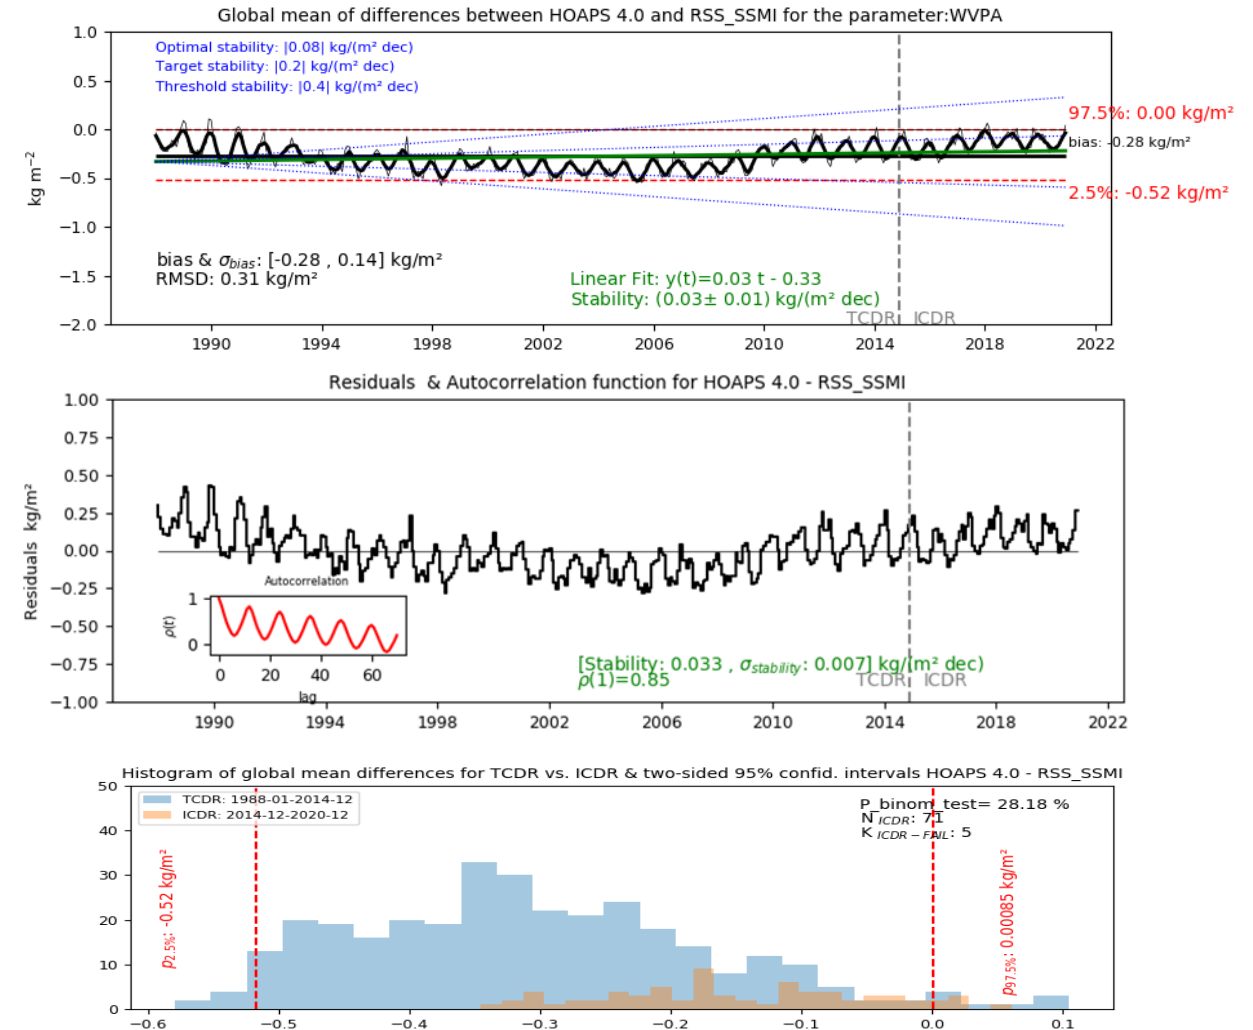 Global mean of differences between HOAPS 4.0 and RSS_SSMI for the parameter:WVPA
1.0
0.5
0.0
−0.5
−1.0
−1.5
−2.0
kg m⁻²
Optimal stability: |0.08| kg/(m² dec)
Target stability: |0.2| kg/(m² dec)
Threshold stability: |0.4| kg/(m² dec)
97.5%: 0.00 kg/m²
bias: -0.28 kg/m²
2.5%: -0.52 kg/m²
bias & σbias: [-0.28 , 0.14] kg/m²
RMSD: 0.31 kg/m²
Linear Fit: y(t)=0.03 t - 0.33
Stability: (0.03± 0.01) kg/(m² dec)
TCDR ICDR
1990 1994 1998 2002 2006 2010 2014 2018 2022
Residuals & Autocorrelation function for HOAPS 4.0 - RSS_SSMI
1.00
0.75
0.50
0.25
0.00
−0.25
−0.50
−0.75
−1.00
Residuals kg/m²
Autocorrelation
1
0
ρ(t)
0 20 40 60
lag
[Stability: 0.033 , σstability: 0.007] kg/(m² dec)
ρ(1)=0.85
TCDR ICDR
1990 1994 1998 2002 2006 2010 2014 2018 2022
Histogram of global mean differences for TCDR vs. ICDR & two-sided 95% confid. intervals HOAPS 4.0 - RSS_SSMI
50
40
30
20
10
0
TCDR: 1988-01-2014-12
ICDR: 2014-12-2020-12
P_binom_test= 28.18 %
N ICDR: 71
K ICDR−FAIL: 5
p2.5%: -0.52 kg/m²
p97.5%: 0.00085 kg/m²
−0.6 −0.5 −0.4 −0.3 −0.2 −0.1 0.0 0.1